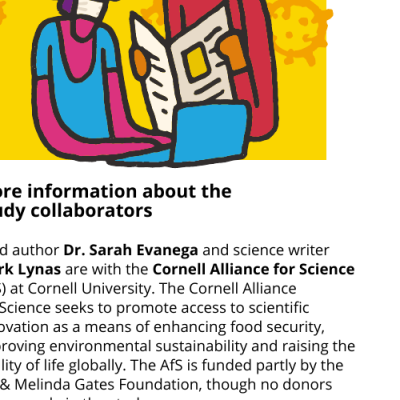 ore information about the
udy collaborators
d author Dr. Sarah Evanega and science writer
rk Lynas are with the Cornell Alliance for Science
) at Cornell University. The Cornell Alliance
Science seeks to promote access to scientific
ovation as a means of enhancing food security,
roving environmental sustainability and raising the
lity of life globally. The AfS is funded partly by the
& Melinda Gates Foundation, though no donors